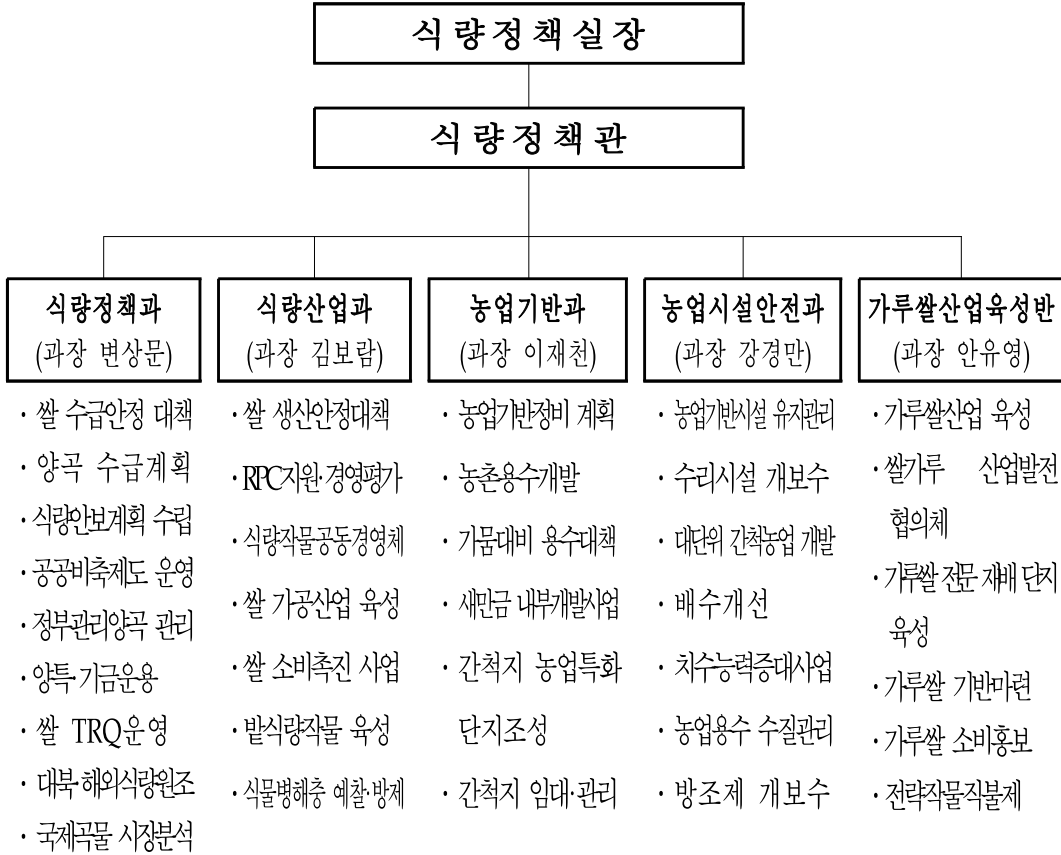 식량정책실장
식량정책관
식량정책과
(과장 변상문)
· 쌀 수급안정 대책
· 양곡 수급계획
· 식량안보계획 수립
· 공공비축제도 운영
· 정부관리양곡 관리
· 양특·기금운용
· 쌀 TRQ운영
· 대북·해외식량원조
· 국제곡물 시장분석
식량산업과
(과장 김보람)
· 쌀 생산안정대책
· RPC지원·경영평가
· 식량작물공동경영체
· 쌀 가공산업 육성
· 쌀 소비촉진 사업
· 밭식량작물 육성
· 식물병해충 예찰·방제
농업기반과
(과장 이재천)
· 농업기반정비 계획
· 농촌용수개발
· 가뭄대비 용수대책
· 새만금 내부개발사업
· 간척지 농업특화
단지조성
· 간척지 임대·관리
농업시설안전과
(과장 강경만)
· 농업기반시설 유지관리
· 수리시설 개보수
· 대단위 간척농업 개발
· 배수개선
· 치수능력증대사업
· 농업용수 수질관리
· 방조제 개보수
가루쌀산업육성반
(과장 안유영)
· 가루쌀산업 육성
· 쌀가루 산업발전
협의체
· 가루쌀 전문 재배 단지
육성
· 가루쌀 기반마련
· 가루쌀 소비홍보
· 전략작물직불제